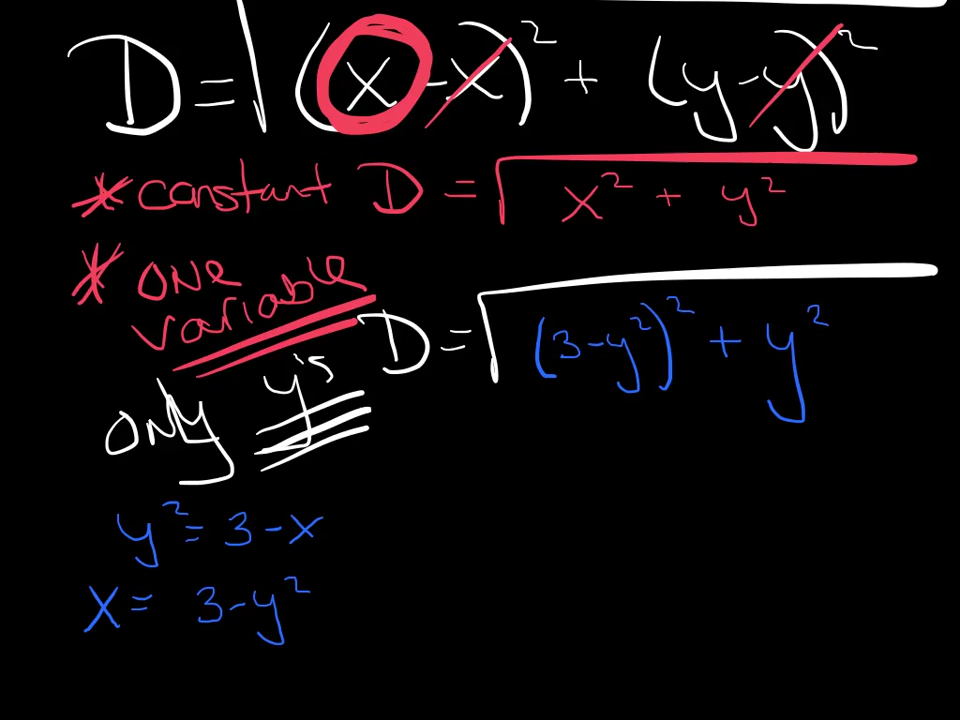 D = √(x - x)² + (y - y)²
* constant D = √x² + y²
* ONE variable
D = √(3 - y²)² + y²
ONly y's
y² = 3 - x
x = 3 - y²